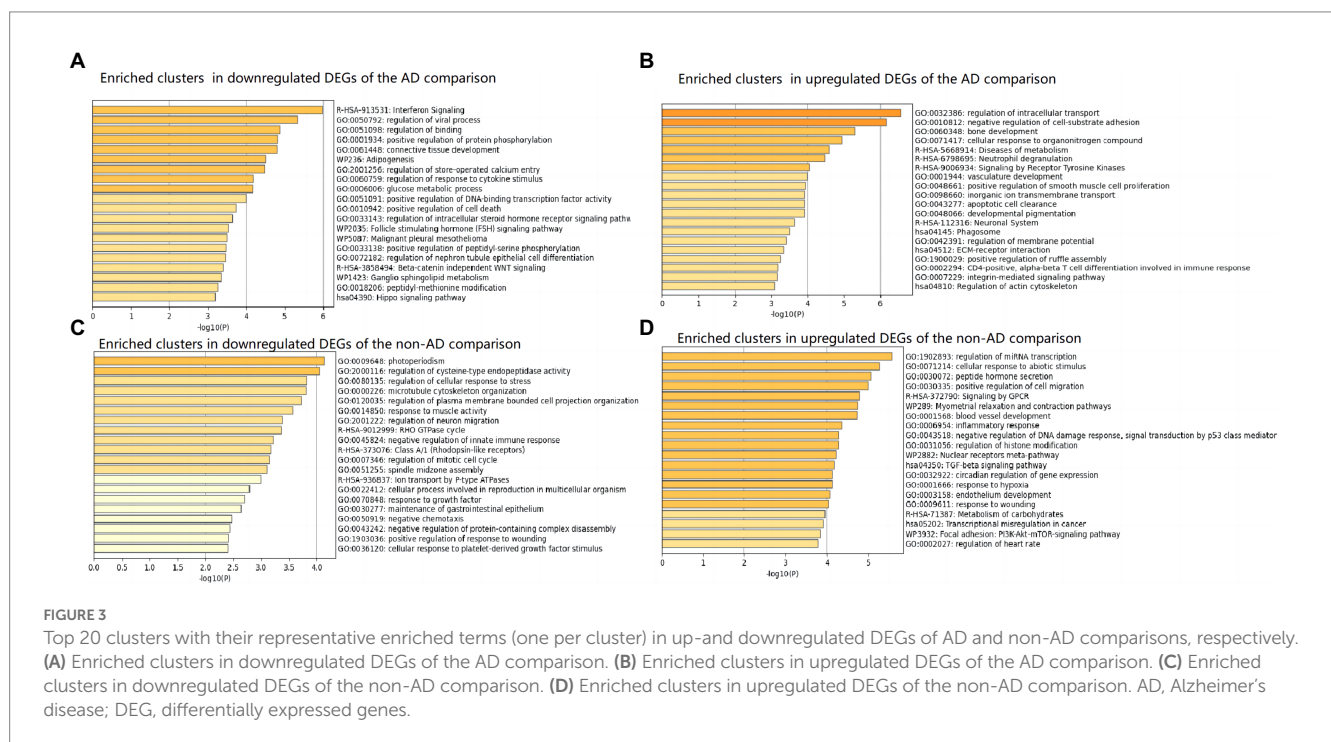 A
Enriched clusters in downregulated DEGs of the AD comparison
R-HSA-913531: Interferon Signaling
GO:0050792: regulation of viral process
GO:0051098: regulation of binding
GO:0001934: positive regulation of protein phosphorylation
GO:0061448: connective tissue development
WP236: Adipogenesis
GO:2001256: regulation of store-operated calcium entry
GO:0060759: regulation of response to cytokine stimulus
GO:0006006: glucose metabolic process
GO:0051091: positive regulation of DNA-binding transcription factor activity
GO:0010942: positive regulation of cell death
GO:0033143: regulation of intracellular steroid hormone receptor signaling pathw
WP2035: Follicle stimulating hormone (FSH) signaling pathway
WP5087: Malignant pleural mesothelioma
GO:0033138: positive regulation of peptidyl-serine phosphorylation
GO:0072182: regulation of nephron tubule epithelial cell differentiation
R-HSA-3858494: Beta-catenin independent WNT signaling
WP1423: Ganglio sphingolipid metabolism
GO:0018206: peptidyl-methionine modification
hsa04390: Hippo signaling pathway
0 1 2 3 4 5 6
-log10(P)
B
Enriched clusters in upregulated DEGs of the AD comparison
GO:0032386: regulation of intracellular transport
GO:0010812: negative regulation of cell-substrate adhesion
GO:0060348: bone development
GO:0071417: cellular response to organonitrogen compound
R-HSA-5668914: Diseases of metabolism
R-HSA-6798695: Neutrophil degranulation
R-HSA-9006934: Signaling by Receptor Tyrosine Kinases
GO:0001944: vasculature development
GO:0048661: positive regulation of smooth muscle cell proliferation
GO:0098660: inorganic ion transmembrane transport
GO:0043277: apoptotic cell clearance
GO:0048066: developmental pigmentation
R-HSA-112316: Neuronal System
hsa04145: Phagosome
GO:0042391: regulation of membrane potential
hsa04512: ECM-receptor interaction
GO:1900029: positive regulation of ruffle assembly
GO:0002294: CD4-positive, alpha-beta T cell differentiation involved in immune response
GO:0007229: integrin-mediated signaling pathway
hsa04810: Regulation of actin cytoskeleton
0 1 2 3 4 5 6
-log10(P)
C
Enriched clusters in downregulated DEGs of the non-AD comparison
GO:0009648: photoperiodism
GO:2000116: regulation of cysteine-type endopeptidase activity
GO:0080135: regulation of cellular response to stress
GO:0000226: microtubule cytoskeleton organization
GO:0120035: regulation of plasma membrane bounded cell projection organization
GO:0014850: response to muscle activity
GO:2001222: regulation of neuron migration
R-HSA-9012999: RHO GTPase cycle
GO:0045824: negative regulation of innate immune response
R-HSA-373076: Class A/1 (Rhodopsin-like receptors)
GO:0007346: regulation of mitotic cell cycle
GO:0051255: spindle midzone assembly
R-HSA-936837: Ion transport by P-type ATPases
GO:0022412: cellular process involved in reproduction in multicellular organism
GO:0070848: response to growth factor
GO:0030277: maintenance of gastrointestinal epithelium
GO:0050919: negative chemotaxis
GO:0043242: negative regulation of protein-containing complex disassembly
GO:1903036: positive regulation of response to wounding
GO:0036120: cellular response to platelet-derived growth factor stimulus
0.0 0.5 1.0 1.5 2.0 2.5 3.0 3.5 4.0
-log10(P)
D
Enriched clusters in upregulated DEGs of the non-AD comparison
GO:1902893: regulation of miRNA transcription
GO:0071214: cellular response to abiotic stimulus
GO:0030072: peptide hormone secretion
GO:0030335: positive regulation of cell migration
R-HSA-372790: Signaling by GPCR
WP289: Myometrial relaxation and contraction pathways
GO:0001568: blood vessel development
GO:0006954: inflammatory response
GO:0043518: negative regulation of DNA damage response, signal transduction by p53 class mediator
GO:0031056: regulation of histone modification
WP2882: Nuclear receptors meta-pathway
hsa04350: TGF-beta signaling pathway
GO:0032922: circadian regulation of gene expression
GO:0001666: response to hypoxia
GO:0003158: endothelium development
GO:0009611: response to wounding
R-HSA-71387: Metabolism of carbohydrates
hsa05202: Transcriptional misregulation in cancer
WP3932: Focal adhesion: PI3K-Akt-mTOR-signaling pathway
GO:0002027: regulation of heart rate
0 1 2 3 4 5
-log10(P)
FIGURE 3
Top 20 clusters with their representative enriched terms (one per cluster) in up-and downregulated DEGs of AD and non-AD comparisons, respectively.
(A) Enriched clusters in downregulated DEGs of the AD comparison. (B) Enriched clusters in upregulated DEGs of the AD comparison. (C) Enriched
clusters in downregulated DEGs of the non-AD comparison. (D) Enriched clusters in upregulated DEGs of the non-AD comparison. AD, Alzheimer's
disease; DEG, differentially expressed genes.